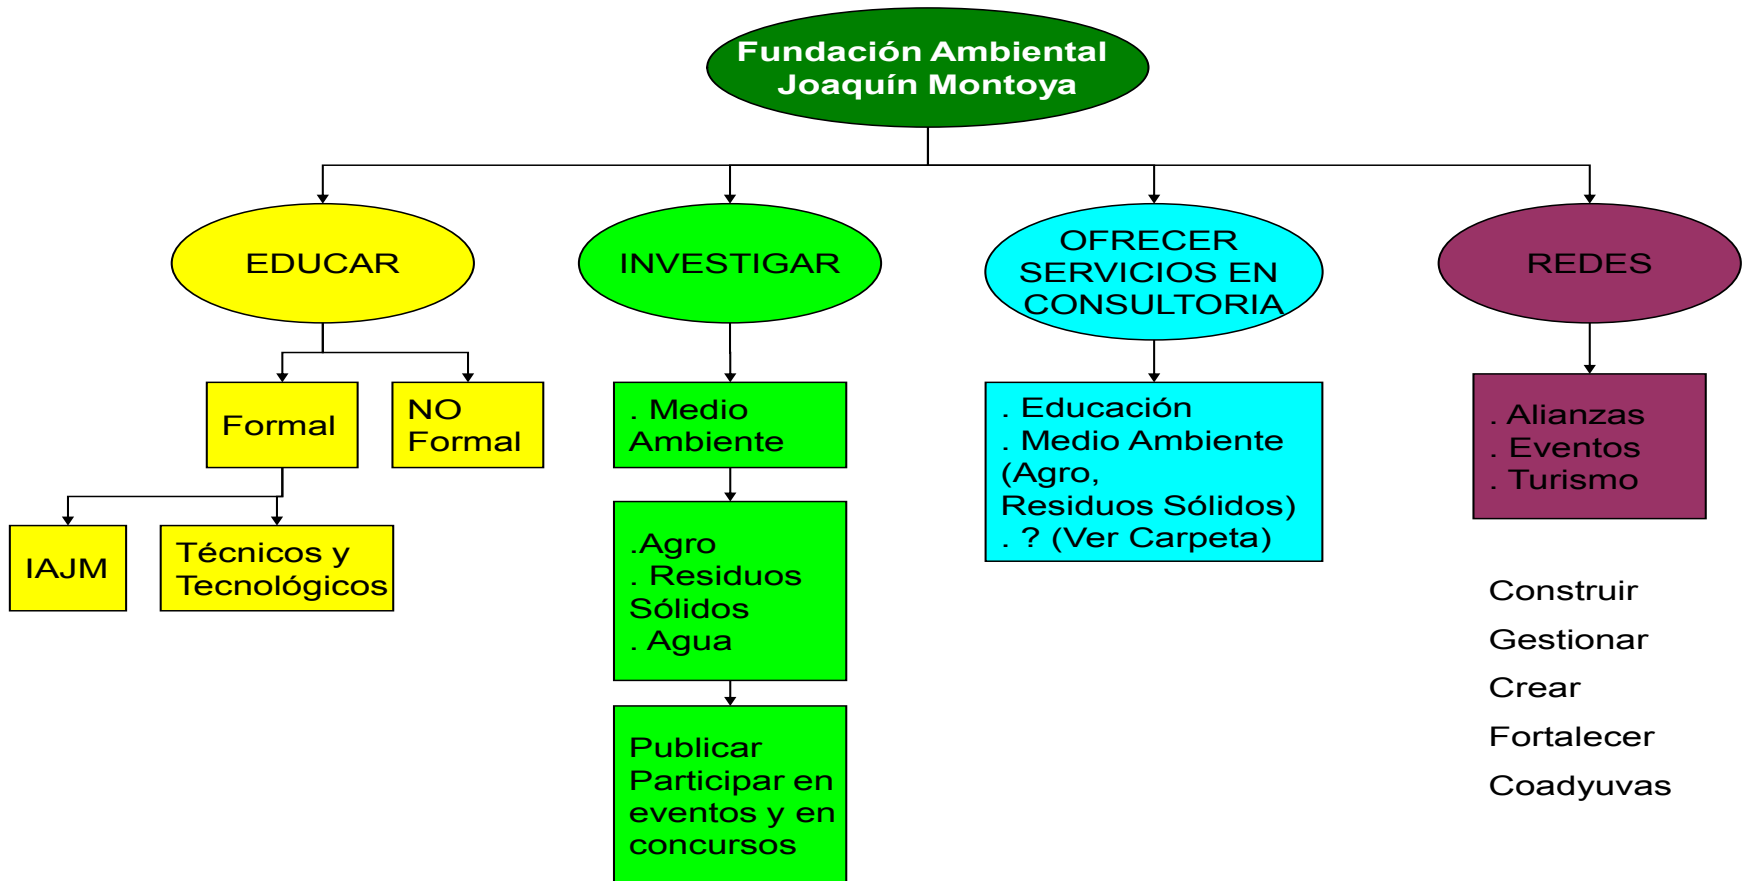 Fundación Ambiental
Joaquín Montoya
EDUCAR
INVESTIGAR
OFRECER
SERVICIOS EN
CONSULTORIA
REDES
Formal
NO
Formal
IAJM
Técnicos y
Tecnológicos
. Medio
Ambiente
.Agro
. Residuos
Sólidos
. Agua
Publicar
Participar en
eventos y en
concursos
. Educación
. Medio Ambiente
(Agro,
Residuos Sólidos)
. ? (Ver Carpeta)
. Alianzas
. Eventos
. Turismo
Construir
Gestionar
Crear
Fortalecer
Coadyuvas